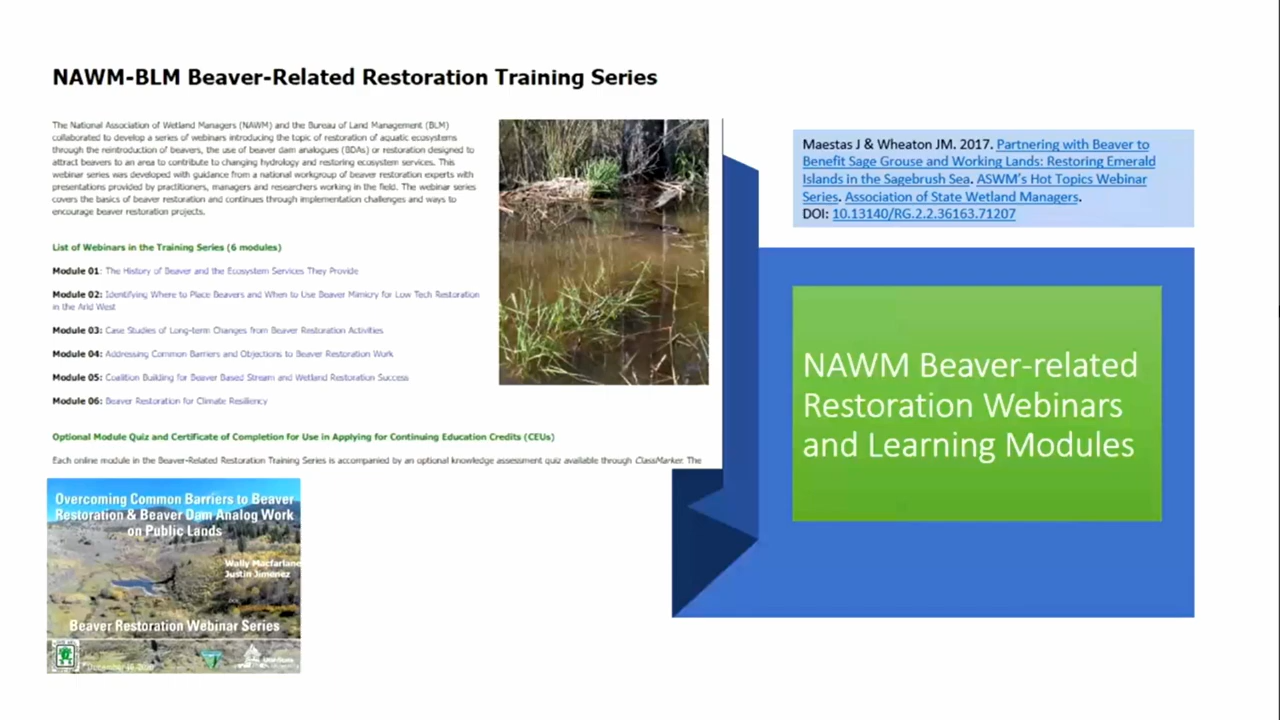 NAWM-BLM Beaver-Related Restoration Training Series
The National Association of Wetland Managers (NAWM) and the Bureau of Land Management (BLM)
collaborated to develop a series of webinars introducing the topic of restoration of aquatic ecosystems
through the reintroduction of beavers, the use of beaver dam analogues (BDAs) or restoration designed to
attract beavers to an area to contribute to changing hydrology and restoring ecosystem services. This
webinar series was developed with guidance from a national workgroup of beaver restoration experts with
presentations provided by practitioners, managers and researchers working in the field. The webinar series
covers the basics of beaver restoration and continues through implementation challenges and ways to
encourage beaver restoration projects.
List of Webinars in the Training Series (6 modules)
Module 01: The History of Beaver and the Ecosystem Services They Provide
Module 02: Identifying Where to Place Beavers and When to Use Beaver Mimicry for Low Tech Restoration
in the Arid West
Module 03: Case Studies of Long-term Changes from Beaver Restoration Activities
Module 04: Addressing Common Barriers and Objections to Beaver Restoration Work
Module 05: Coalition Building for Beaver Based Stream and Wetland Restoration Success
Module 06: Beaver Restoration for Climate Resiliency
Optional Module Quiz and Certificate of Completion for Use in Applying for Continuing Education Credits (CEUs)
Each online module in the Beaver-Related Restoration Training Series is accompanied by an optional knowledge assessment quiz available through ClassMarker. The
Overcoming Common Barriers to Beaver
Restoration & Beaver Dam Analog Work
on Public Lands
Wally Macfarlane
Justin Jimenez
Beaver Restoration Webinar Series
December
Maestas J & Wheaton JM. 2017. Partnering with Beaver to
Benefit Sage Grouse and Working Lands: Restoring Emerald
Islands in the Sagebrush Sea. ASWM's Hot Topics Webinar
Series. Association of State Wetland Managers.
DOI: 10.13140/RG.2.2.36163.71207
NAWM Beaver-related
Restoration Webinars
and Learning Modules